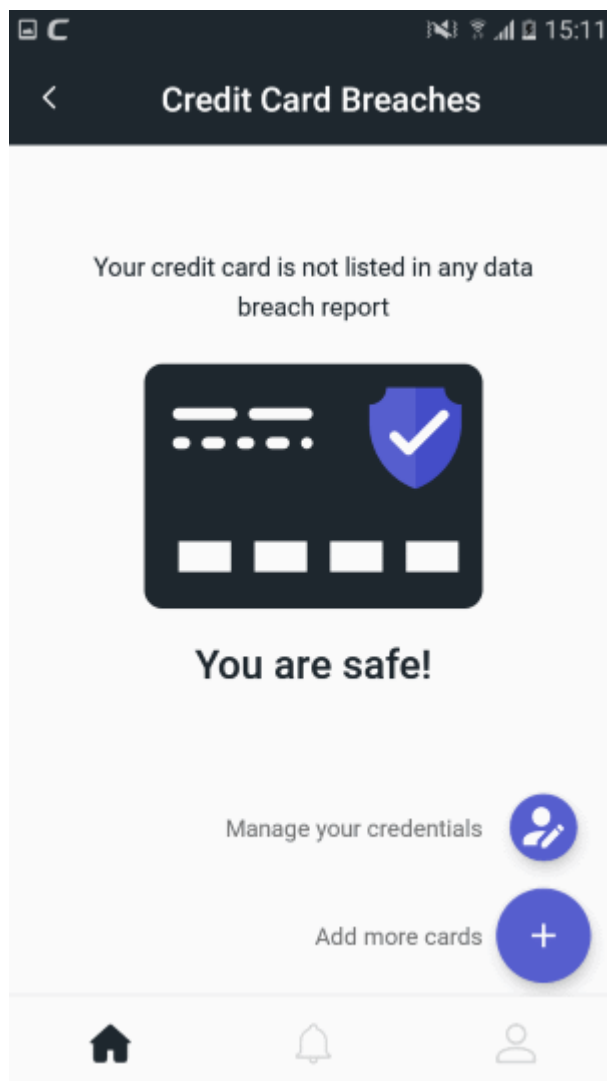 15:11
Credit Card Breaches
Your credit card is not listed in any data
breach report
You are safe!
Manage your credentials
Add more cards